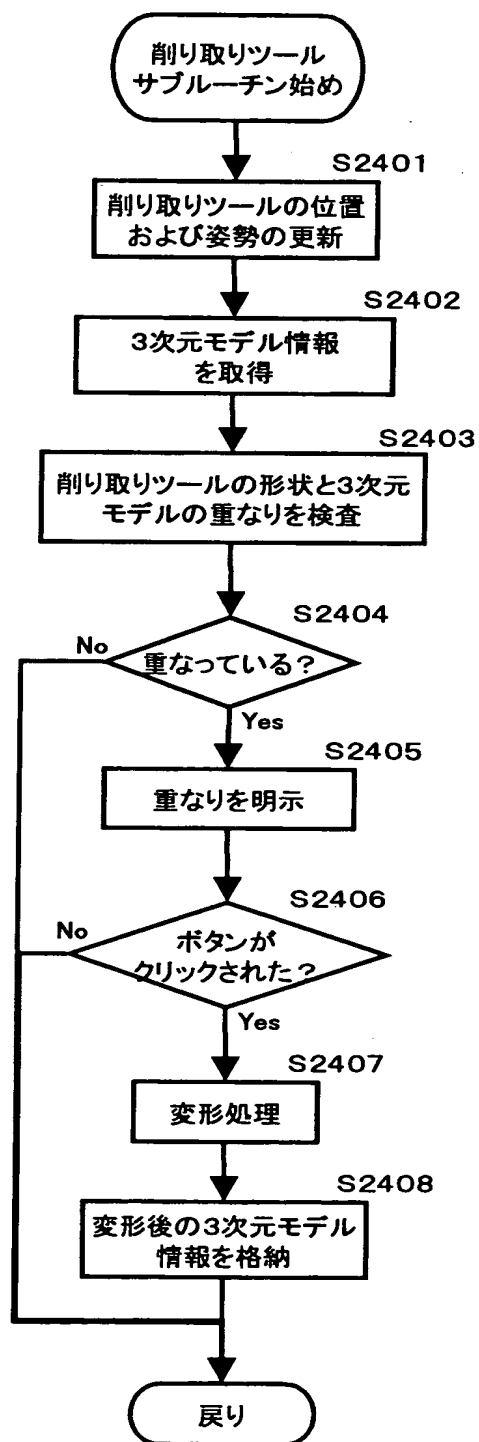 削り取りツール
サブルーチン始め
S2401
削り取りツールの位置
および姿勢の更新
S2402
3次元モデル情報
を取得
S2403
削り取りツールの形状と3次元
モデルの重なりを検査
S2404
No
重なっている?
Yes
S2405
重なりを明示
S2406
No
ボタンが
クリックされた?
Yes
S2407
変形処理
S2408
変形後の3次元モデル
情報を格納
戻り